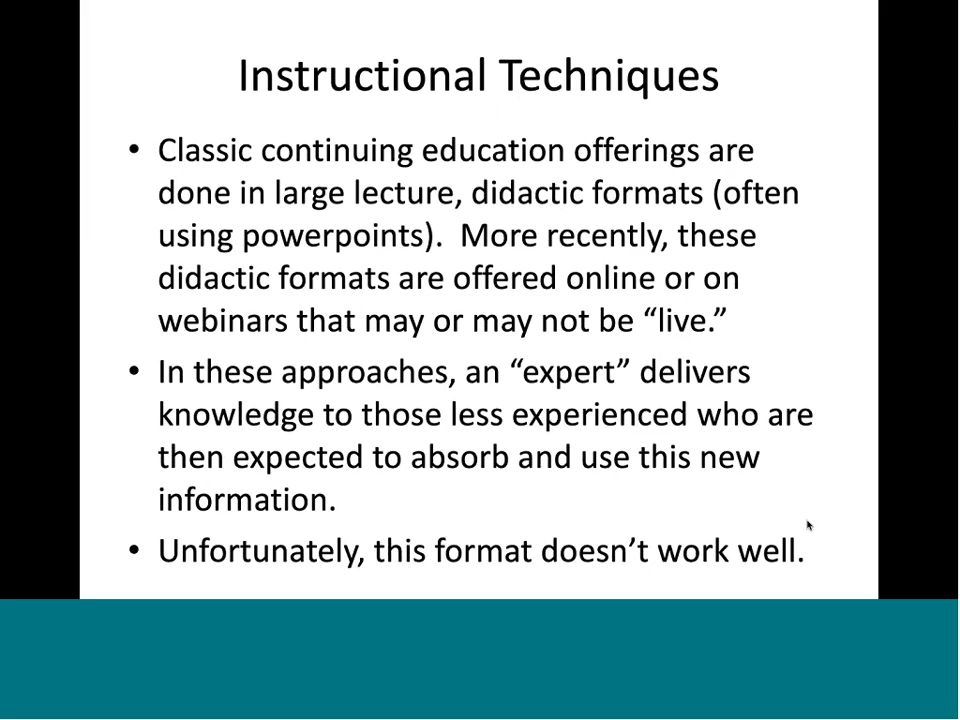 Instructional Techniques
• Classic continuing education offerings are
done in large lecture, didactic formats (often
using powerpoints).  More recently, these
didactic formats are offered online or on
webinars that may or may not be “live.”
• In these approaches, an “expert” delivers
knowledge to those less experienced who are
then expected to absorb and use this new
information.
• Unfortunately, this format doesn’t work well.